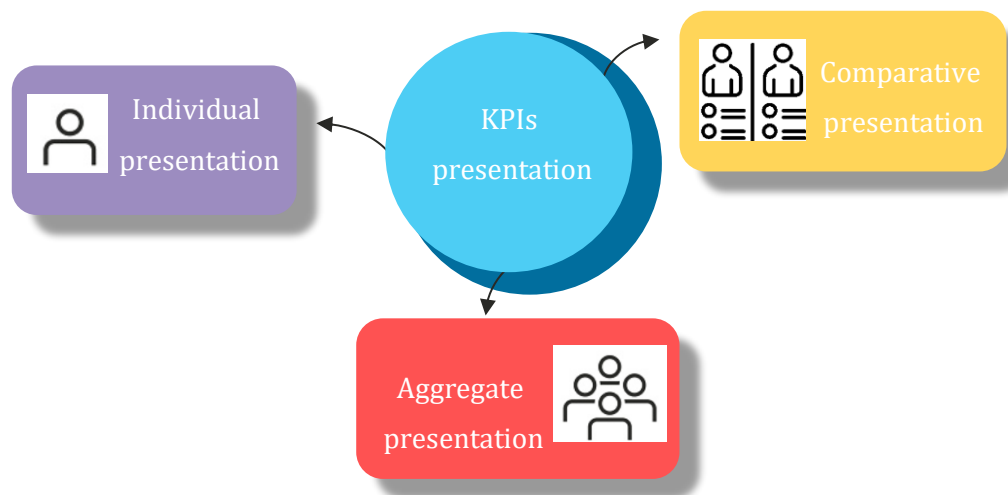 KPIs
presentation
Individual
presentation
Comparative
presentation
Aggregate
presentation